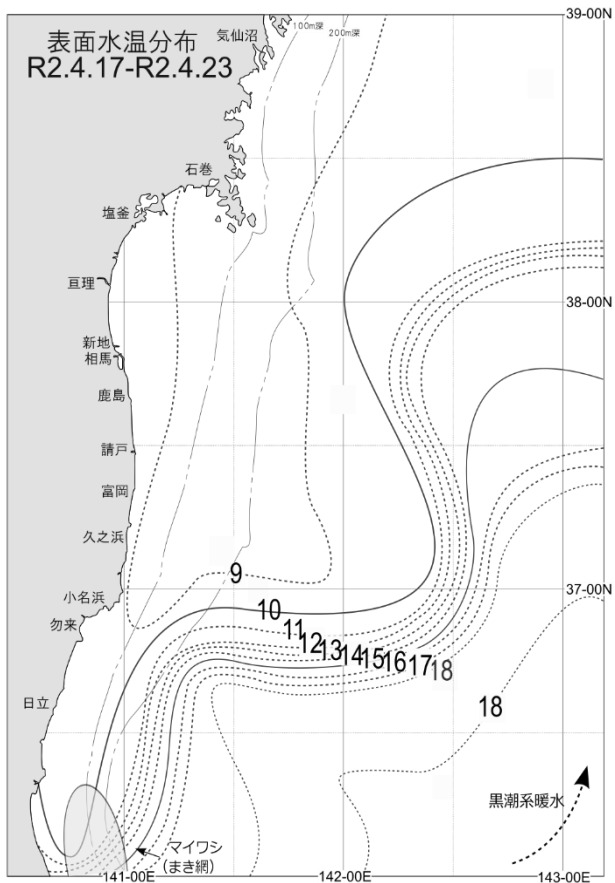 39-00N
表面水温分布
R2.4.17-R2.4.23
気仙沼
100m深
200m深
石巻
塩釜
亘理
38-00N
新地
相馬
鹿島
請戸
富岡
久之浜
9
37-00N
小名浜
10
勿来
11
12
13
14
15
16
17
18
日立
18
黒潮系暖水
マイワシ
(まき網)
141-00E
142-00E
143-00E